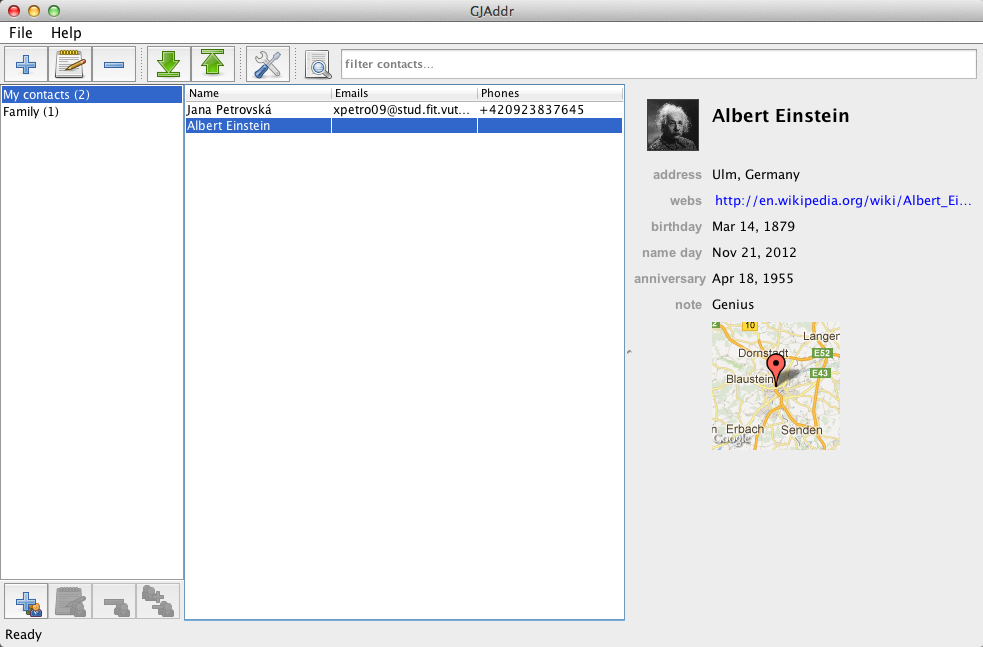 GJAddr
File Help
filter contacts...
My contacts (2)
Family (1)
Name Emails Phones
Jana Petrovská xpetro09@stud.fit.vut... +420923837645
Albert Einstein
Albert Einstein
address Ulm, Germany
webs http://en.wikipedia.org/wiki/Albert_Ei...
birthday Mar 14, 1879
name day Nov 21, 2012
anniversary Apr 18, 1955
note Genius
10
Langer
Dornstadt E52
E43
Blaustein
n Erbach Senden
Google
Ready